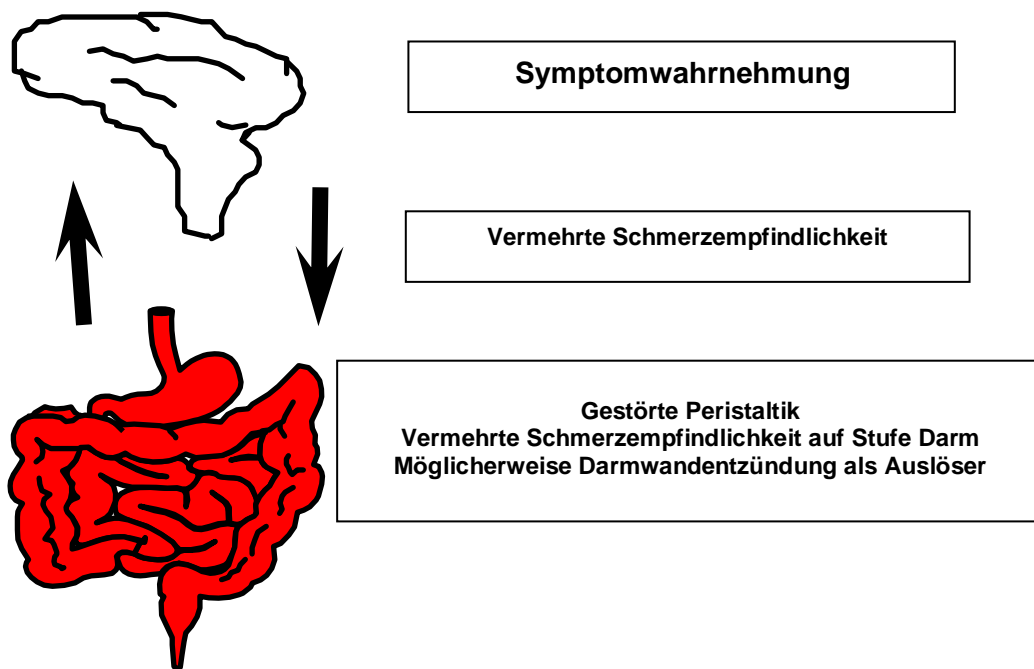 Symptomwahrnehmung
Vermehrte Schmerzempfindlichkeit
Gestörte Peristaltik
Vermehrte Schmerzempfindlichkeit auf Stufe Darm
Möglicherweise Darmwandentzündung als Auslöser